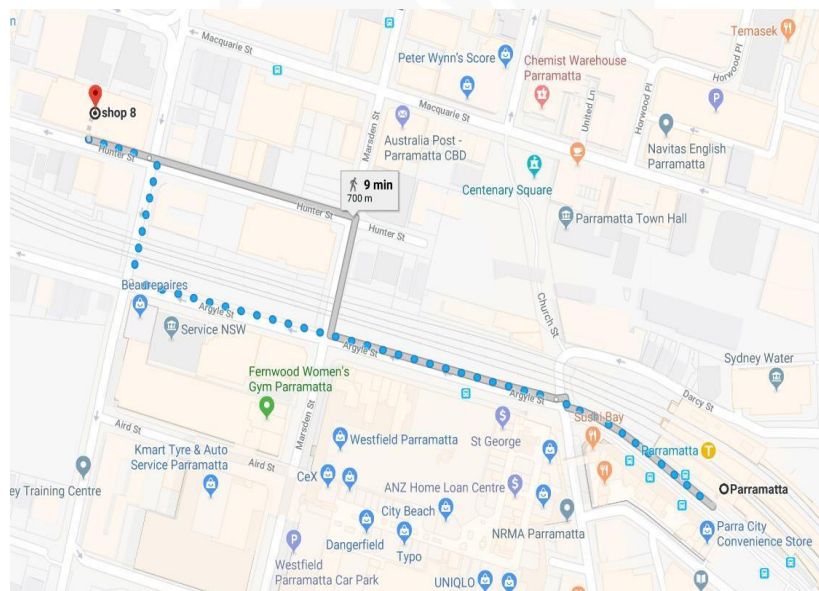 Macquarie St
Temasek
Peter Wynn's Score
Chemist Warehouse
Parramatta
Horwood Pl
shop 8
Macquarie St
United Ln
Horwood Pl
Marsden St
Australia Post -
Parramatta CBD
Navitas English
Parramatta
Hunter St
Centenary Square
9 min
700 m
Hunter St
Hunter St
Parramatta Town Hall
Beaurepaires
Argyle St
Service NSW
Church St
Argyle St
Sydney Water
Fernwood Women's
Gym Parramatta
Argyle St
Darcy St
Sushi Bay
St George
Marsden St
Aird St
Westfield Parramatta
Parramatta
T
Kmart Tyre & Auto
Service Parramatta
Aird St
CeX
ANZ Home Loan Centre
Parramatta
ey Training Centre
City Beach
NRMA Parramatta
Parra City
Convenience Store
Dangerfield
Typo
P
Westfield
Parramatta Car Park
UNIQLO
P